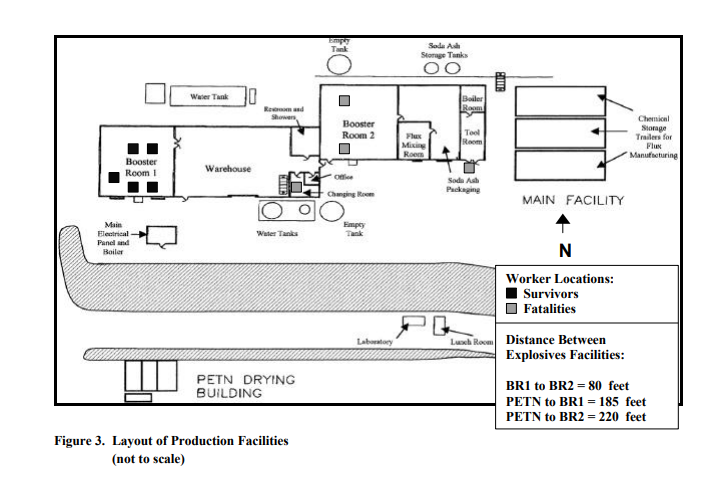 Empty
Tank
Soda Ash
Storage Tanks
Water Tank
Restroom and
Showers
Boiler
Room
Booster
Room 2
Flux
Mixing
Room
Tool
Room
Chemical
Storage
Trailers for
Flux
Manufacturing
Booster
Room 1
Warehouse
Office
Changing Room
Soda Ash
Packaging
MAIN FACILITY
Water Tanks
Empty
Tank
Main
Electrical
Panel and
Boiler
N
Worker Locations:
Survivors
Fatalities
Laboratory
Lunch Room
Distance Between
Explosives Facilities:
BR1 to BR2 = 80 feet
PETN to BR1 = 185 feet
PETN to BR2 = 220 feet
PETN DRYING
BUILDING
Figure 3. Layout of Production Facilities
(not to scale)